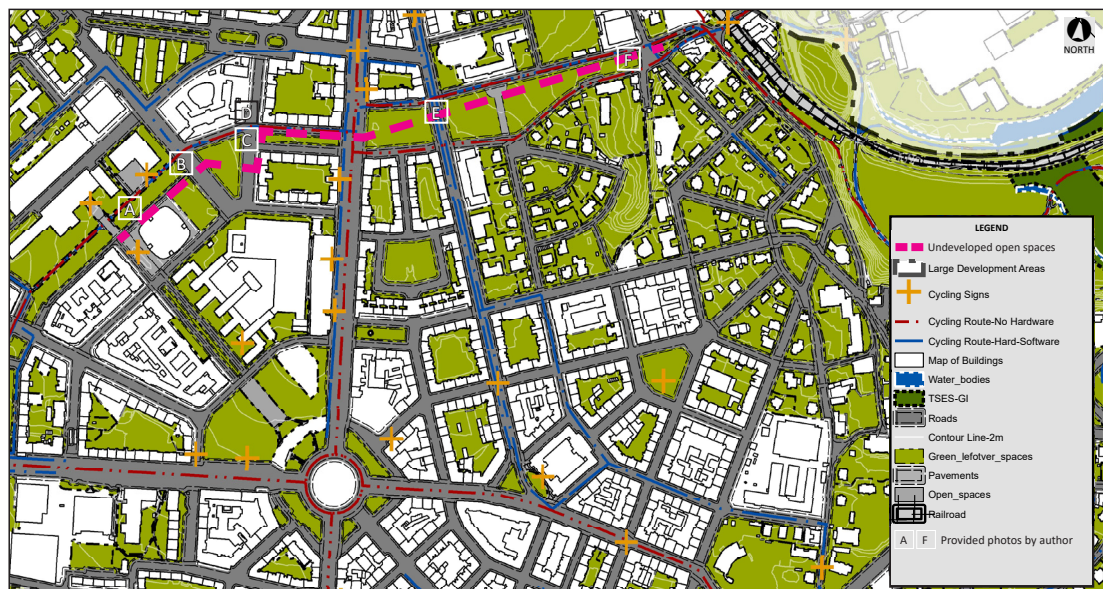 NORTH
F
D
E
C
B
A
LEGEND
Undeveloped open spaces
Large Development Areas
Cycling Signs
Cycling Route-No Hardware
Cycling Route-Hard-Software
Map of Buildings
Water_bodies
TSES-GI
Roads
Contour Line-2m
Green_lefotver_spaces
Pavements
Open_spaces
Railroad
A F Provided photos by author